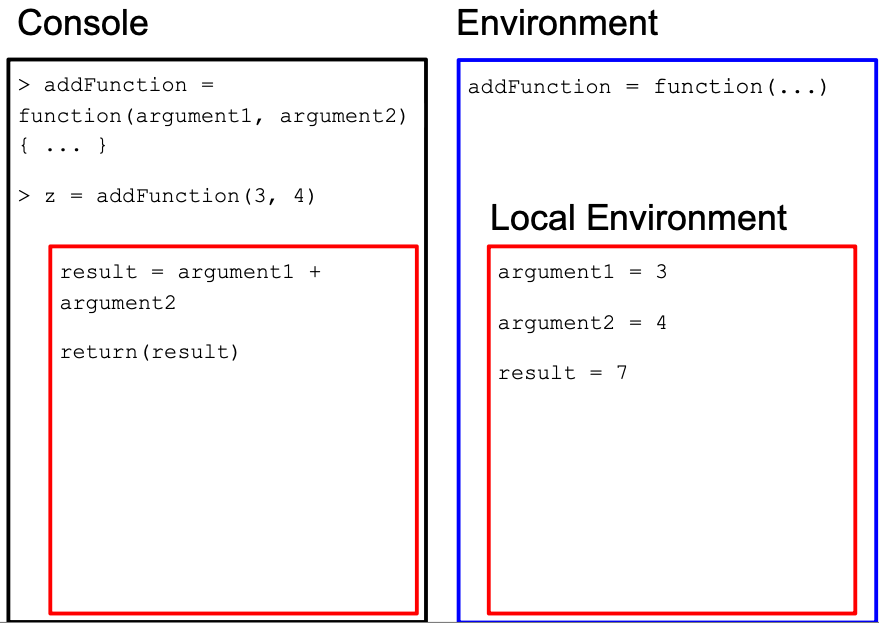 Console
> addFunction =
function(argument1, argument2)
{ ... }
> z = addFunction(3, 4)
result = argument1 +
argument2
return(result)
Environment
addFunction = function(...)
Local Environment
argument1 = 3
argument2 = 4
result = 7